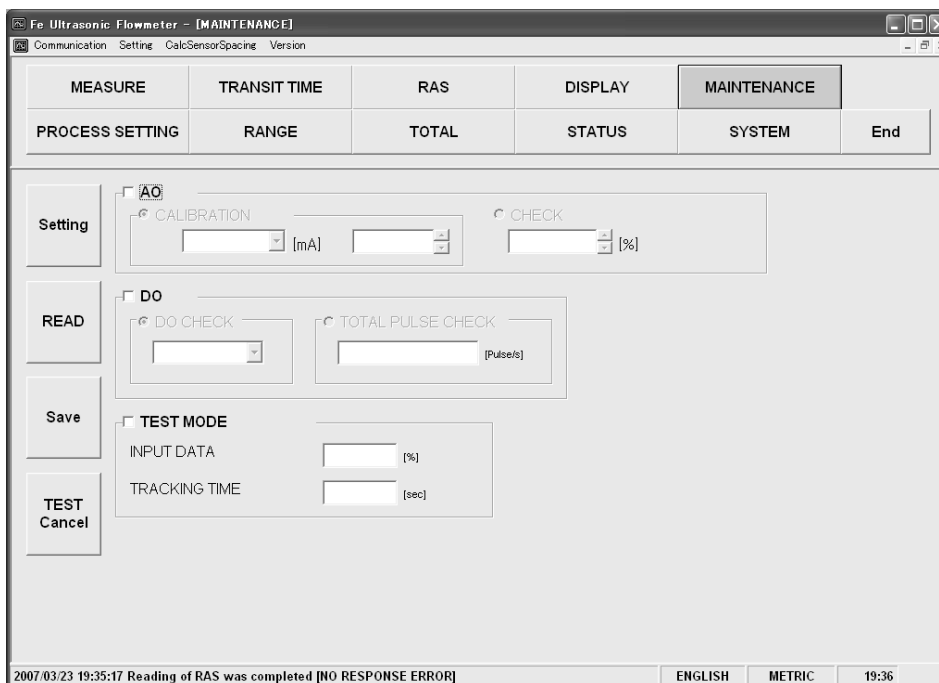 Fe Ultrasonic Flowmeter - [MAINTENANCE]
Communication Setting CalcSensorSpacing Version
MEASURE TRANSIT TIME RAS DISPLAY MAINTENANCE
PROCESS SETTING RANGE TOTAL STATUS SYSTEM End
Setting
AO
CALIBRATION CHECK
[mA] [%]
READ
DO
DO CHECK TOTAL PULSE CHECK
[Pulse/s]
Save
TEST MODE
INPUT DATA [%]
TRACKING TIME [sec]
TEST
Cancel
2007/03/23 19:35:17 Reading of RAS was completed [NO RESPONSE ERROR] ENGLISH METRIC 19:36